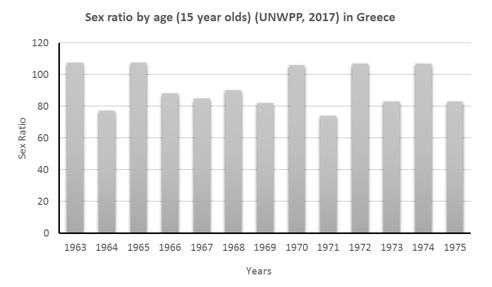 Sex ratio by age (15 year olds) (UNWPP, 2017) in Greece
120
100
80
60
40
20
0
Sex Ratio
1963 1964 1965 1966 1967 1968 1969 1970 1971 1972 1973 1974 1975
Years